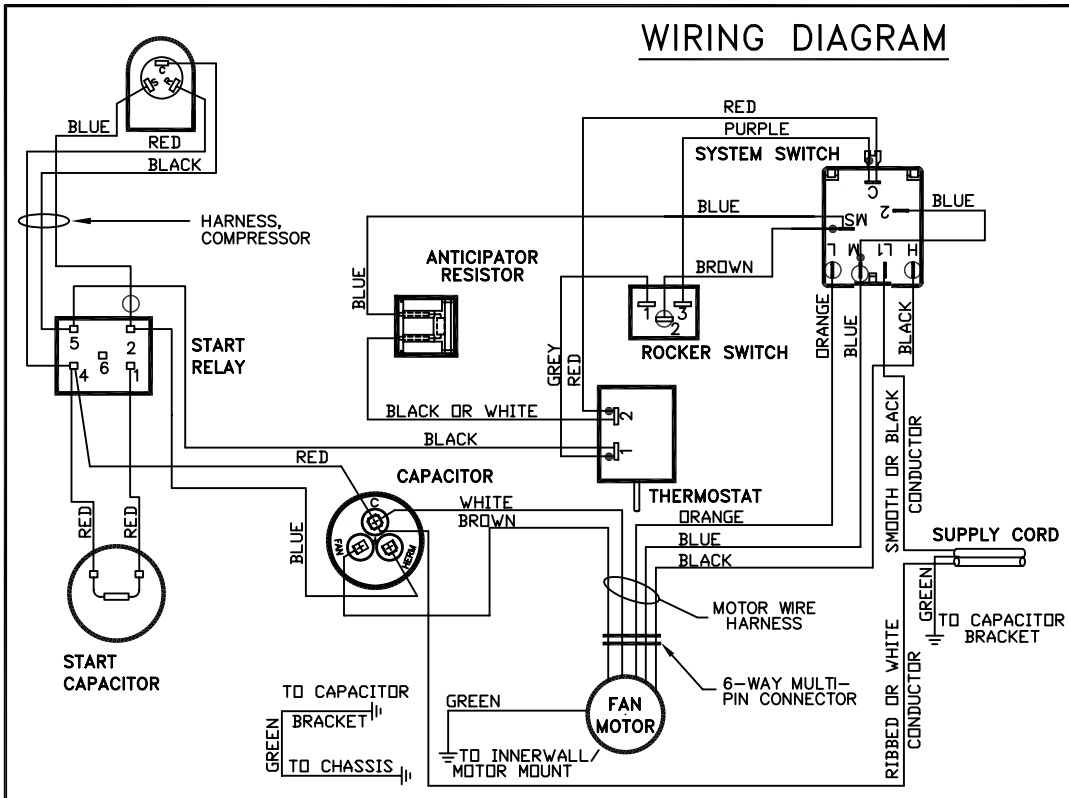 WIRING DIAGRAM
C
S
R
BLUE
RED
BLACK
HARNESS,
COMPRESSOR
RED
PURPLE
SYSTEM SWITCH
H
C
2
MS
BLUE
BLUE
L
M
L1
H
BROWN
ANTICIPATOR
RESISTOR
BLUE
1
3
2
ROCKER SWITCH
ORANGE
BLUE
BLACK
START
RELAY
5
2
6
4
1
GREY
RED
BLACK OR WHITE
2
1
BLACK
RED
THERMOSTAT
CAPACITOR
C
FAN
HERM
WHITE
BROWN
ORANGE
BLUE
BLACK
SMOOTH OR BLACK
CONDUCTOR
SUPPLY CORD
GREEN
TO CAPACITOR
BRACKET
RED
RED
BLUE
START
CAPACITOR
MOTOR WIRE
HARNESS
6-WAY MULTI-
PIN CONNECTOR
RIBBED OR WHITE
CONDUCTOR
FAN
MOTOR
GREEN
TO INNERWALL/
MOTOR MOUNT
TO CAPACITOR
BRACKET
GREEN
TO CHASSIS